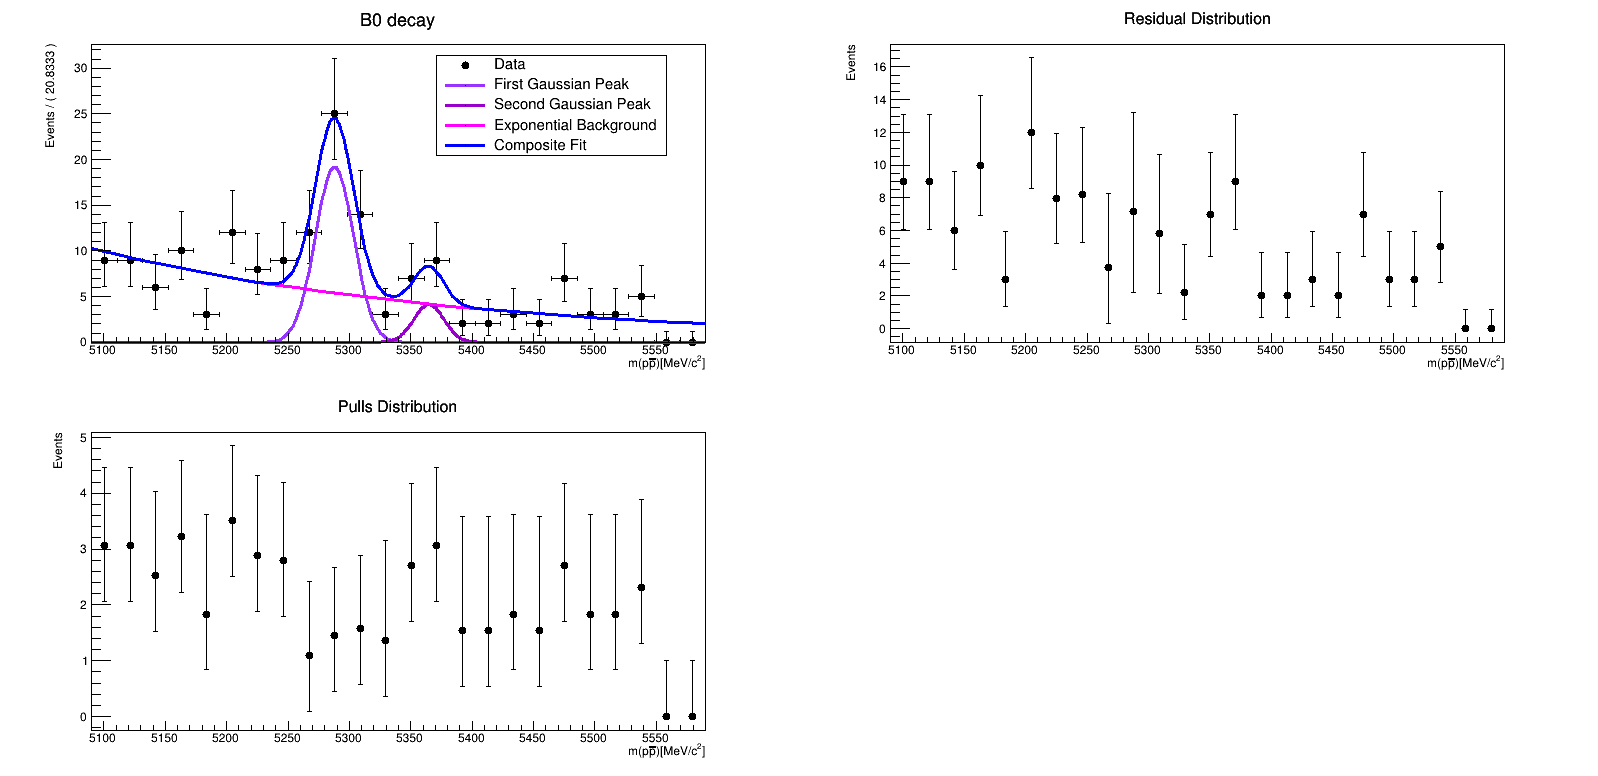 B0 decay
Events / ( 20.8333 )
30
25
20
15
10
5
0
Data
First Gaussian Peak
Second Gaussian Peak
Exponential Background
Composite Fit
5100 5150 5200 5250 5300 5350 5400 5450 5500 5550
m(pp̅)[MeV/c²]
Residual Distribution
Events
16
14
12
10
8
6
4
2
0
5100 5150 5200 5250 5300 5350 5400 5450 5500 5550
m(pp̅)[MeV/c²]
Pulls Distribution
Events
5
4
3
2
1
0
5100 5150 5200 5250 5300 5350 5400 5450 5500 5550
m(pp̅)[MeV/c²]